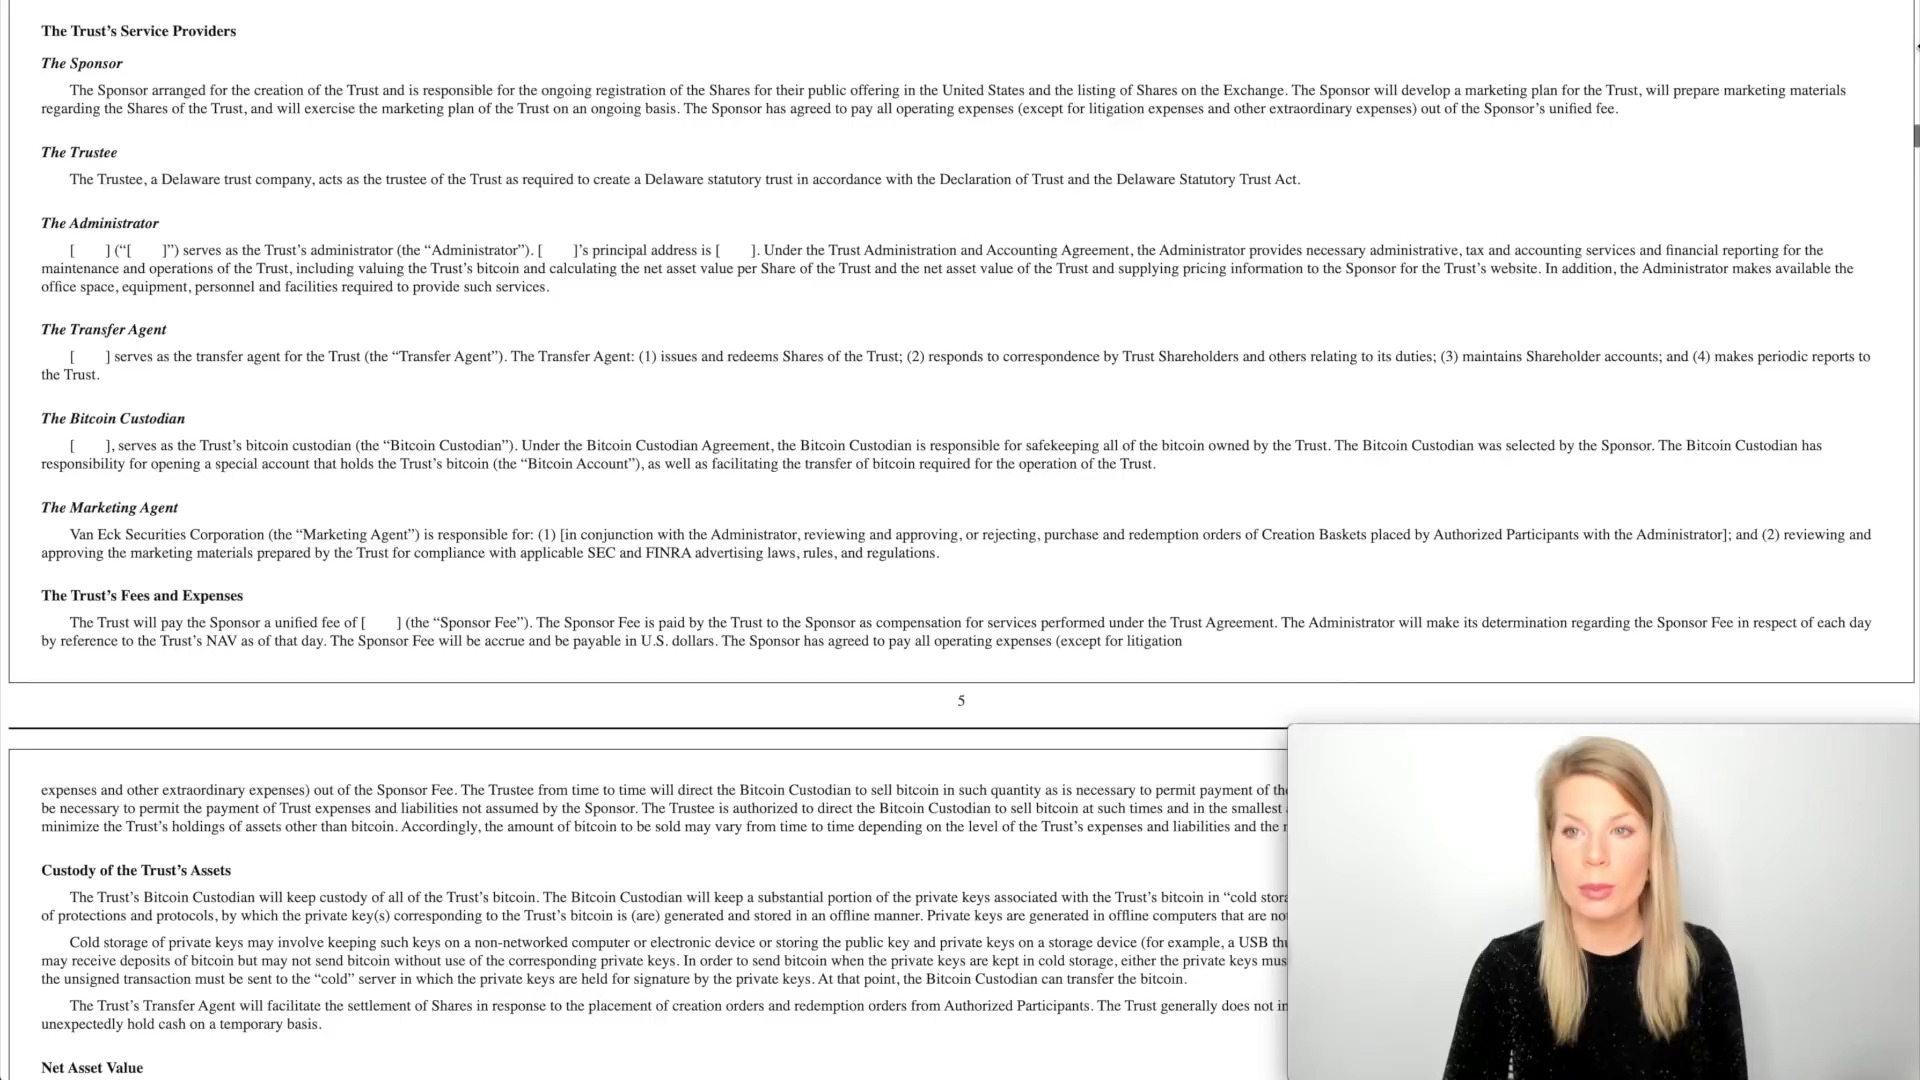 The Trust’s Service Providers
The Sponsor
The Sponsor arranged for the creation of the Trust and is responsible for the ongoing registration of the Shares for their public offering in the United States and the listing of Shares on the Exchange. The Sponsor will develop a marketing plan for the Trust, will prepare marketing materials
regarding the Shares of the Trust, and will exercise the marketing plan of the Trust on an ongoing basis. The Sponsor has agreed to pay all operating expenses (except for litigation expenses and other extraordinary expenses) out of the Sponsor’s unified fee.
The Trustee
The Trustee, a Delaware trust company, acts as the trustee of the Trust as required to create a Delaware statutory trust in accordance with the Declaration of Trust and the Delaware Statutory Trust Act.
The Administrator
[ ] (“[ ]”) serves as the Trust’s administrator (the “Administrator”). [ ]’s principal address is [ ]. Under the Trust Administration and Accounting Agreement, the Administrator provides necessary administrative, tax and accounting services and financial reporting for the
maintenance and operations of the Trust, including valuing the Trust’s bitcoin and calculating the net asset value per Share of the Trust and the net asset value of the Trust and supplying pricing information to the Sponsor for the Trust’s website. In addition, the Administrator makes available the
office space, equipment, personnel and facilities required to provide such services.
The Transfer Agent
[ ] serves as the transfer agent for the Trust (the “Transfer Agent”). The Transfer Agent: (1) issues and redeems Shares of the Trust; (2) responds to correspondence by Trust Shareholders and others relating to its duties; (3) maintains Shareholder accounts; and (4) makes periodic reports to
the Trust.
The Bitcoin Custodian
[ ], serves as the Trust’s bitcoin custodian (the “Bitcoin Custodian”). Under the Bitcoin Custodian Agreement, the Bitcoin Custodian is responsible for safekeeping all of the bitcoin owned by the Trust. The Bitcoin Custodian was selected by the Sponsor. The Bitcoin Custodian has
responsibility for opening a special account that holds the Trust’s bitcoin (the “Bitcoin Account”), as well as facilitating the transfer of bitcoin required for the operation of the Trust.
The Marketing Agent
Van Eck Securities Corporation (the “Marketing Agent”) is responsible for: (1) [in conjunction with the Administrator, reviewing and approving, or rejecting, purchase and redemption orders of Creation Baskets placed by Authorized Participants with the Administrator]; and (2) reviewing and
approving the marketing materials prepared by the Trust for compliance with applicable SEC and FINRA advertising laws, rules, and regulations.
The Trust’s Fees and Expenses
The Trust will pay the Sponsor a unified fee of [ ] (the “Sponsor Fee”). The Sponsor Fee is paid by the Trust to the Sponsor as compensation for services performed under the Trust Agreement. The Administrator will make its determination regarding the Sponsor Fee in respect of each day
by reference to the Trust’s NAV as of that day. The Sponsor Fee will be accrue and be payable in U.S. dollars. The Sponsor has agreed to pay all operating expenses (except for litigation
5
expenses and other extraordinary expenses) out of the Sponsor Fee. The Trustee from time to time will direct the Bitcoin Custodian to sell bitcoin in such quantity as is necessary to permit payment of
be necessary to permit the payment of Trust expenses and liabilities not assumed by the Sponsor. The Trustee is authorized to direct the Bitcoin Custodian to sell bitcoin at such times and in the smallest
minimize the Trust’s holdings of assets other than bitcoin. Accordingly, the amount of bitcoin to be sold may vary from time to time depending on the level of the Trust’s expenses and liabilities and the
Custody of the Trust’s Assets
The Trust’s Bitcoin Custodian will keep custody of all of the Trust’s bitcoin. The Bitcoin Custodian will keep a substantial portion of the private keys associated with the Trust’s bitcoin in “cold
of protections and protocols, by which the private key(s) corresponding to the Trust’s bitcoin is (are) generated and stored in an offline manner. Private keys are generated in offline computers that are
Cold storage of private keys may involve keeping such keys on a non-networked computer or electronic device or storing the public key and private keys on a storage device (for example, a USB
may receive deposits of bitcoin but may not send bitcoin without use of the corresponding private keys. In order to send bitcoin when the private keys are kept in cold storage, either the private keys
the unsigned transaction must be sent to the “cold” server in which the private keys are held for signature by the private keys. At that point, the Bitcoin Custodian can transfer the bitcoin.
The Trust’s Transfer Agent will facilitate the settlement of Shares in response to the placement of creation orders and redemption orders from Authorized Participants. The Trust generally does not
unexpectedly hold cash on a temporary basis.
Net Asset Value